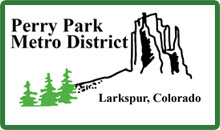 Perry Park
Metro District
Larkspur, Colorado